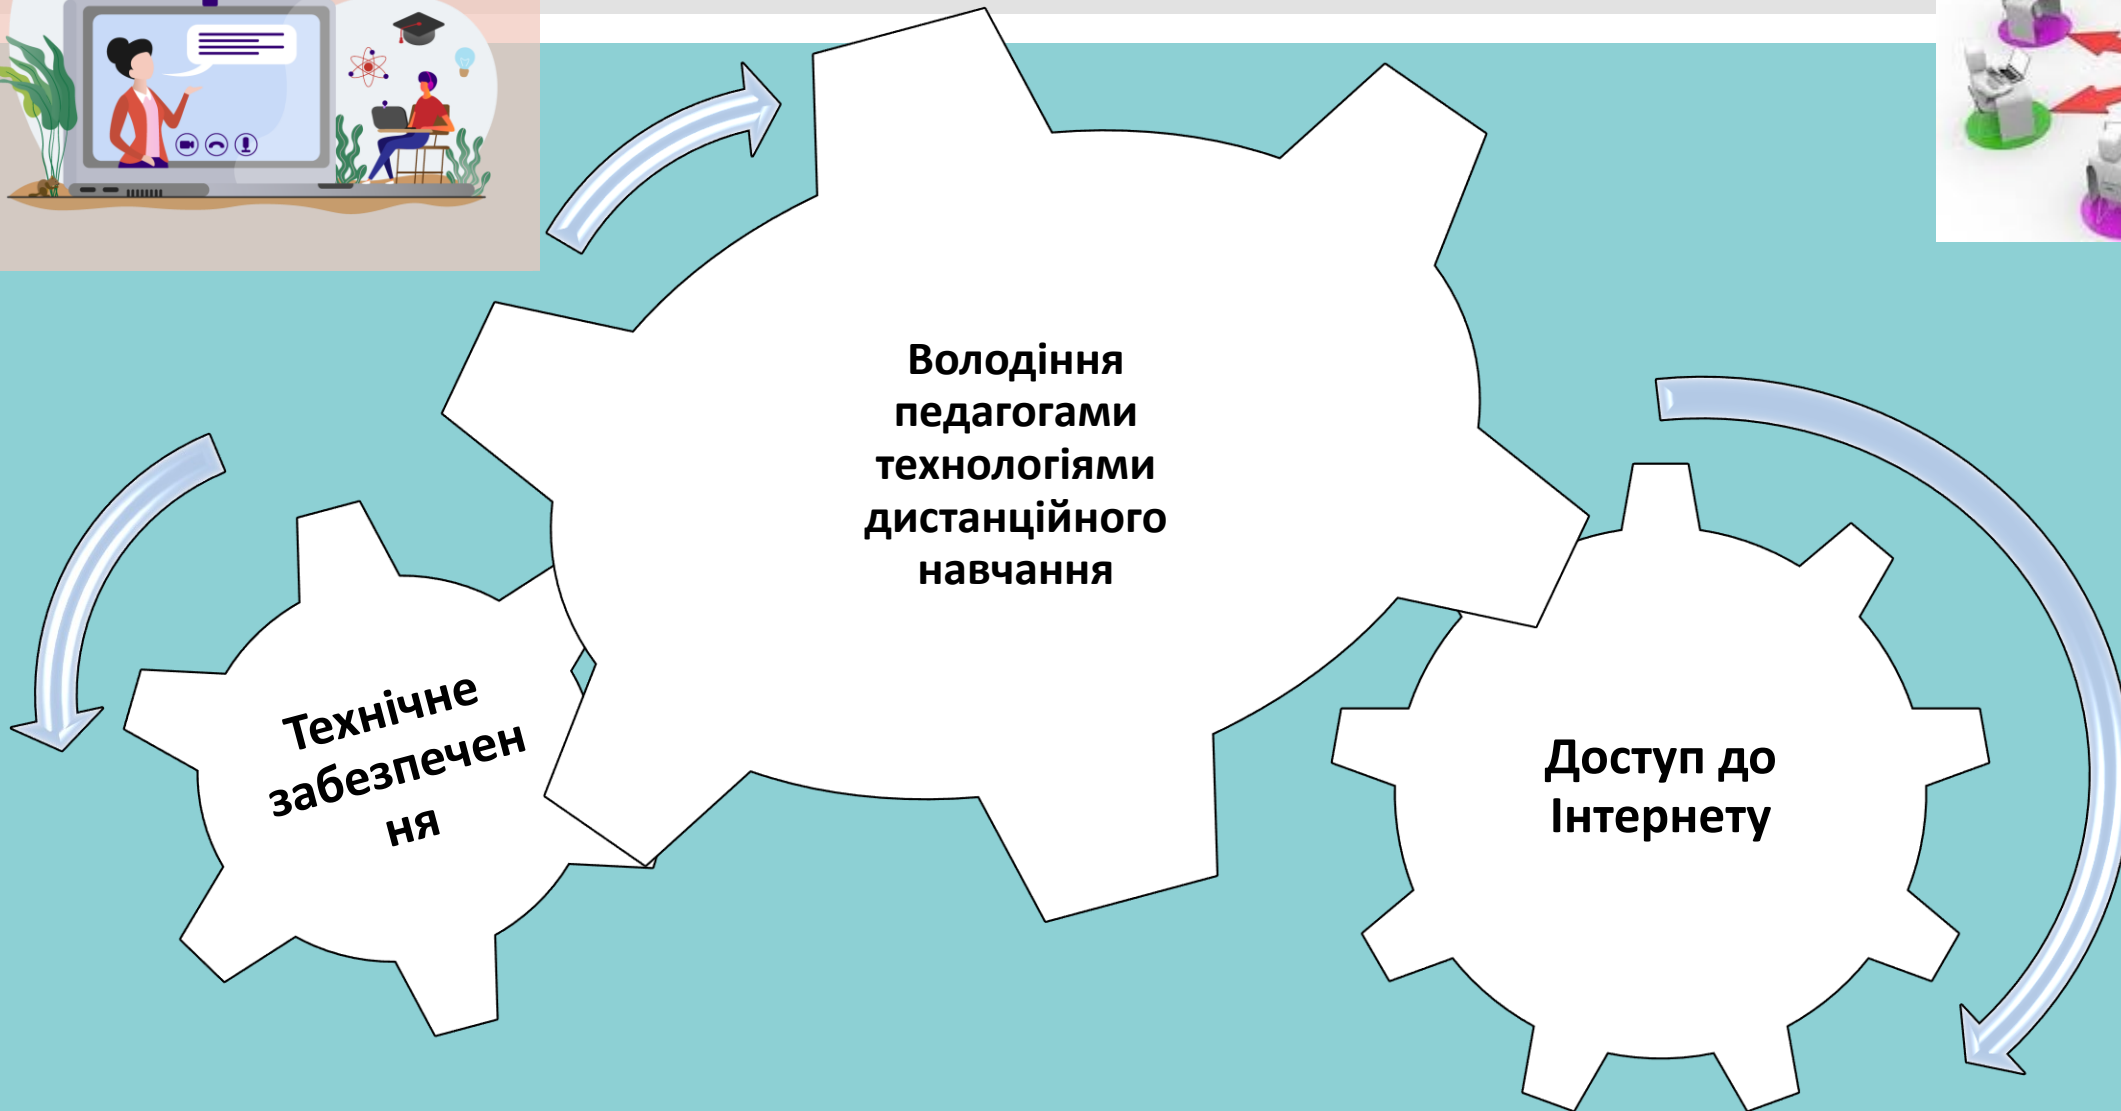 Володіння
педагогами
технологіями
дистанційного
навчання
Технічне
забезпечен
ня
Доступ до
Інтернету